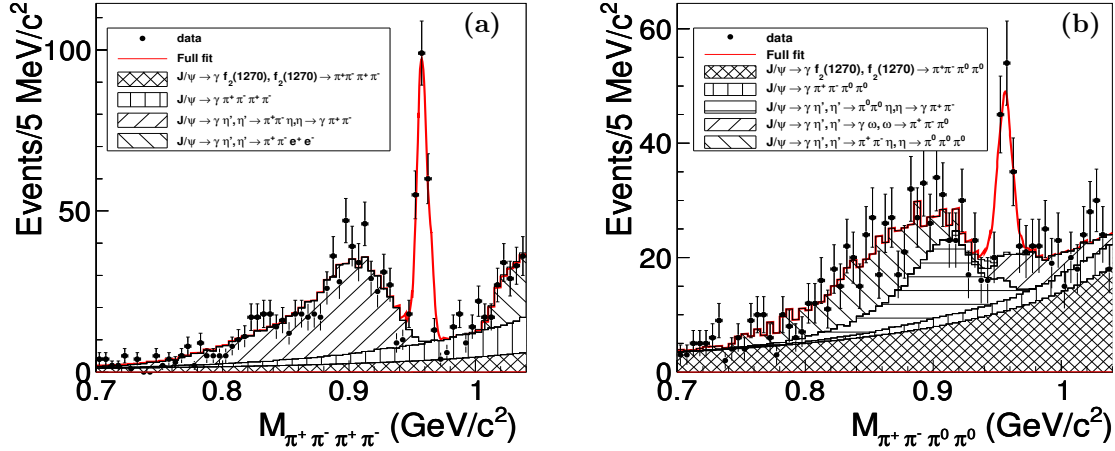 (a)
Events/5 MeV/c²
100
50
0
data
Full fit
J/ψ → γ f₂(1270), f₂(1270) → π⁺π⁻ π⁺ π⁻
J/ψ → γ π⁺ π⁻ π⁺ π⁻
J/ψ → γ η', η' → π⁺π⁻ η,η → γ π⁺ π⁻
J/ψ → γ η', η' → π⁺ π⁻ e⁺ e⁻
0.7 0.8 0.9 1
M π⁺ π⁻ π⁺ π⁻ (GeV/c²)
(b)
Events/5 MeV/c²
60
40
20
0
data
Full fit
J/ψ → γ f₂(1270), f₂(1270) → π⁺π⁻ π⁰ π⁰
J/ψ → γ π⁺ π⁻ π⁰ π⁰
J/ψ → γ η', η' → π⁰π⁰ η,η → γ π⁺ π⁻
J/ψ → γ η', η' → γ ω, ω → π⁺ π⁻ π⁰
J/ψ → γ η', η' → π⁺ π⁻ η, η → π⁰ π⁰ π⁰
0.7 0.8 0.9 1
M π⁺ π⁻ π⁰ π⁰ (GeV/c²)